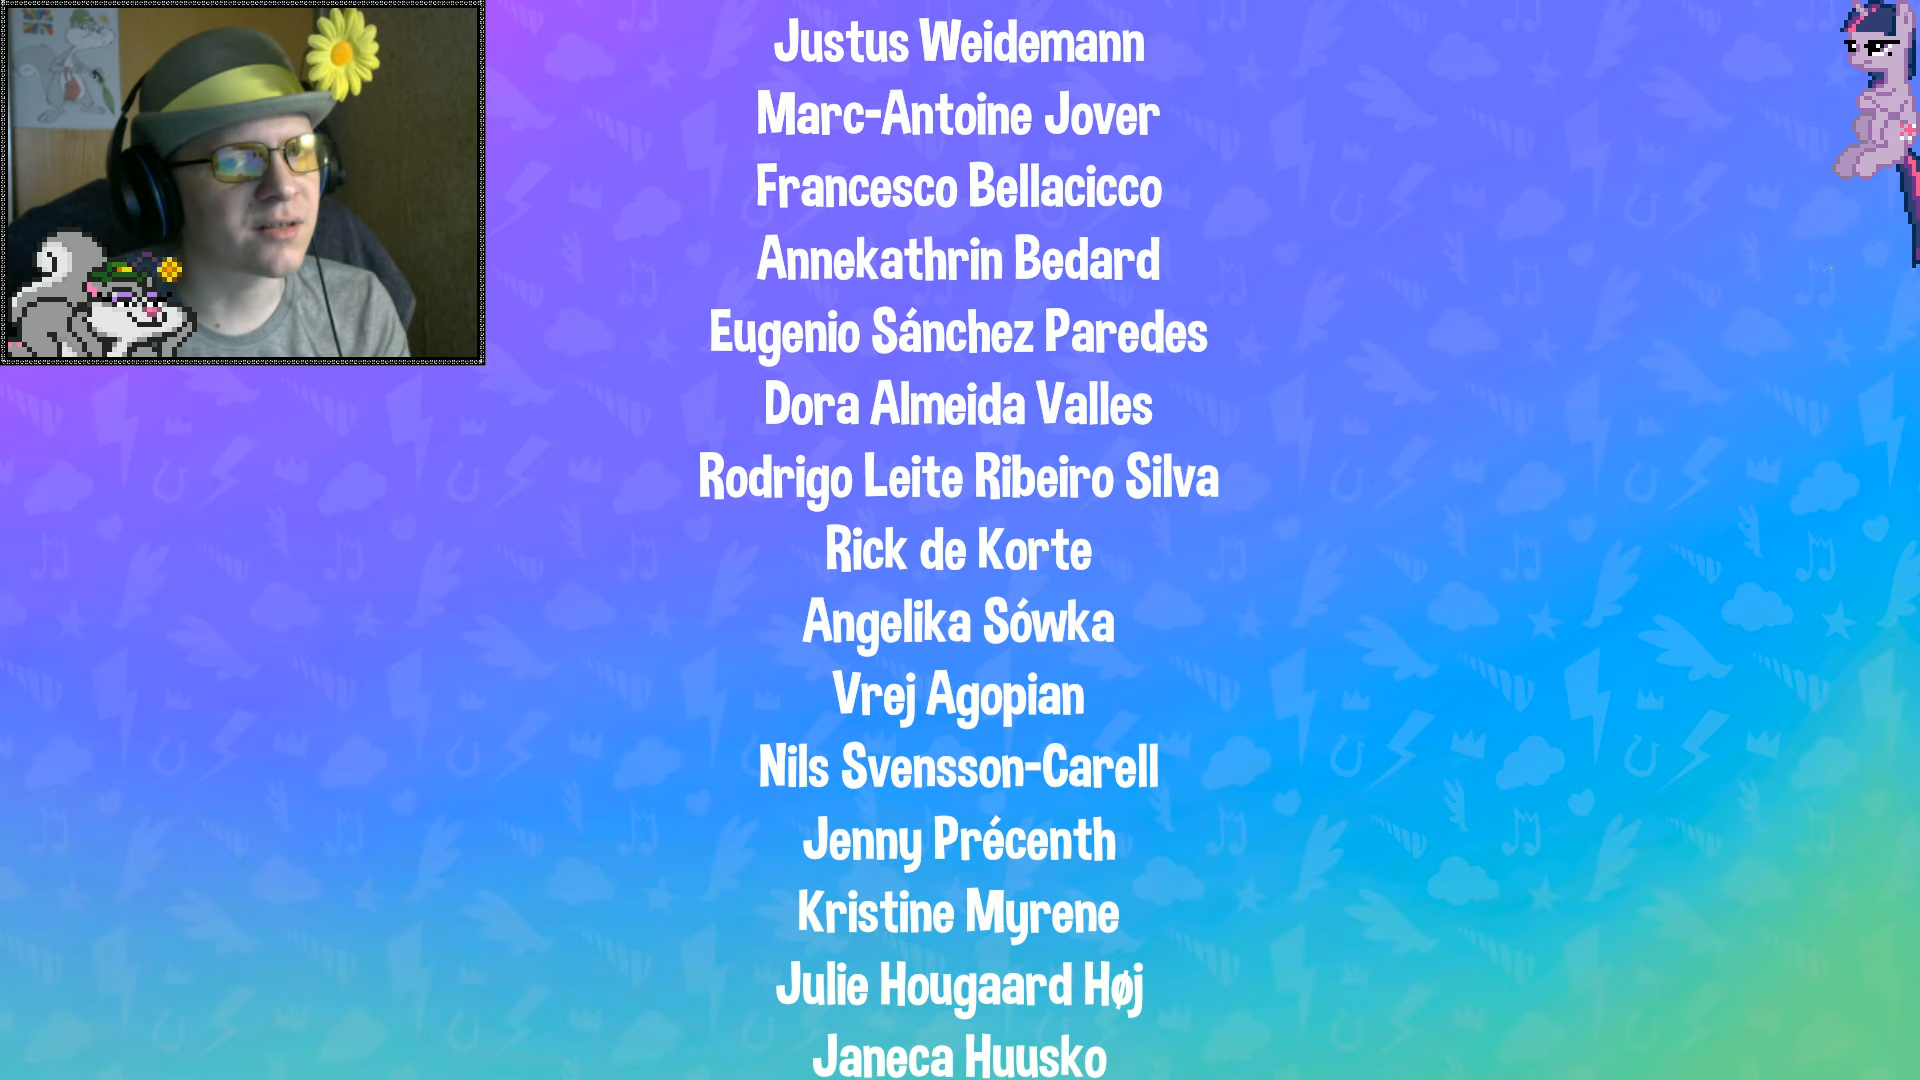 Justus Weidemann
Marc-Antoine Jover
Francesco Bellacicco
Annekathrin Bedard
Eugenio Sánchez Paredes
Dora Almeida Valles
Rodrigo Leite Ribeiro Silva
Rick de Korte
Angelika Sówka
Vrej Agopian
Nils Svensson-Carell
Jenny Précenth
Kristine Myrene
Julie Hougaard Høj
Janeca Huusko